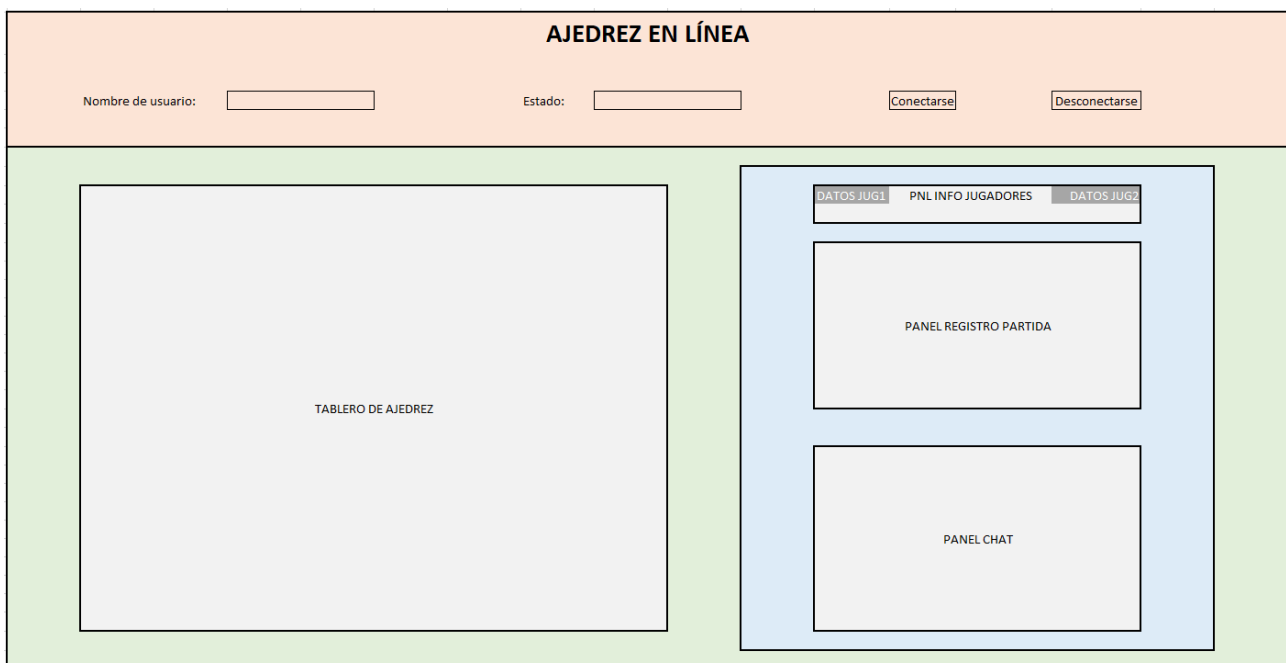 AJEDREZ EN LÍNEA
Nombre de usuario: Estado: Conectarse Desconectarse
DATOS JUG1 PNL INFO JUGADORES DATOS JUG2
PANEL REGISTRO PARTIDA
TABLERO DE AJEDREZ
PANEL CHAT